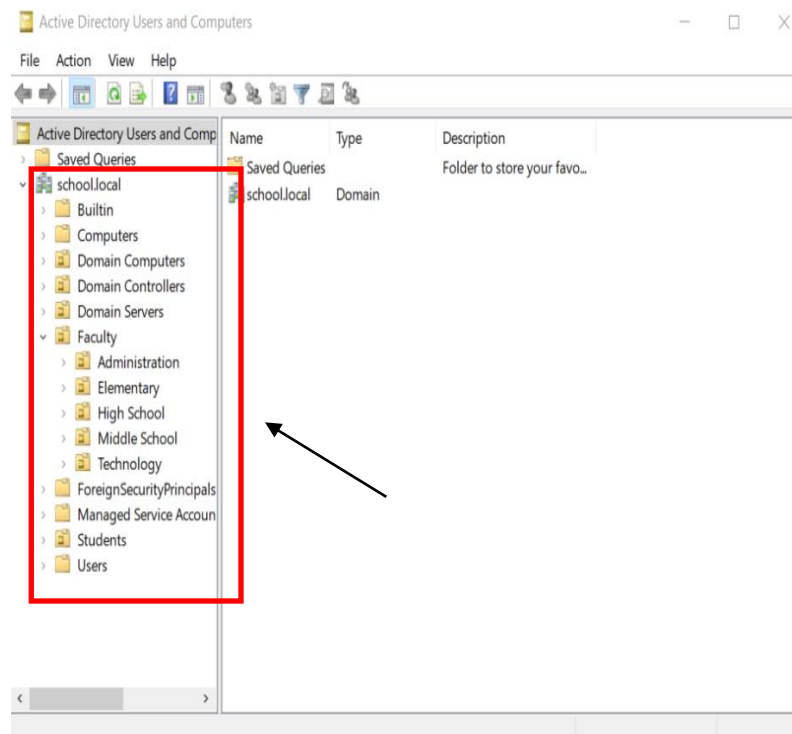 Active Directory Users and Computers
File Action View Help
Active Directory Users and Comp
Saved Queries
school.local
Builtin
Computers
Domain Computers
Domain Controllers
Domain Servers
Faculty
Administration
Elementary
High School
Middle School
Technology
ForeignSecurityPrincipals
Managed Service Accoun
Students
Users
Name Type Description
Saved Queries Folder to store your favo...
school.local Domain